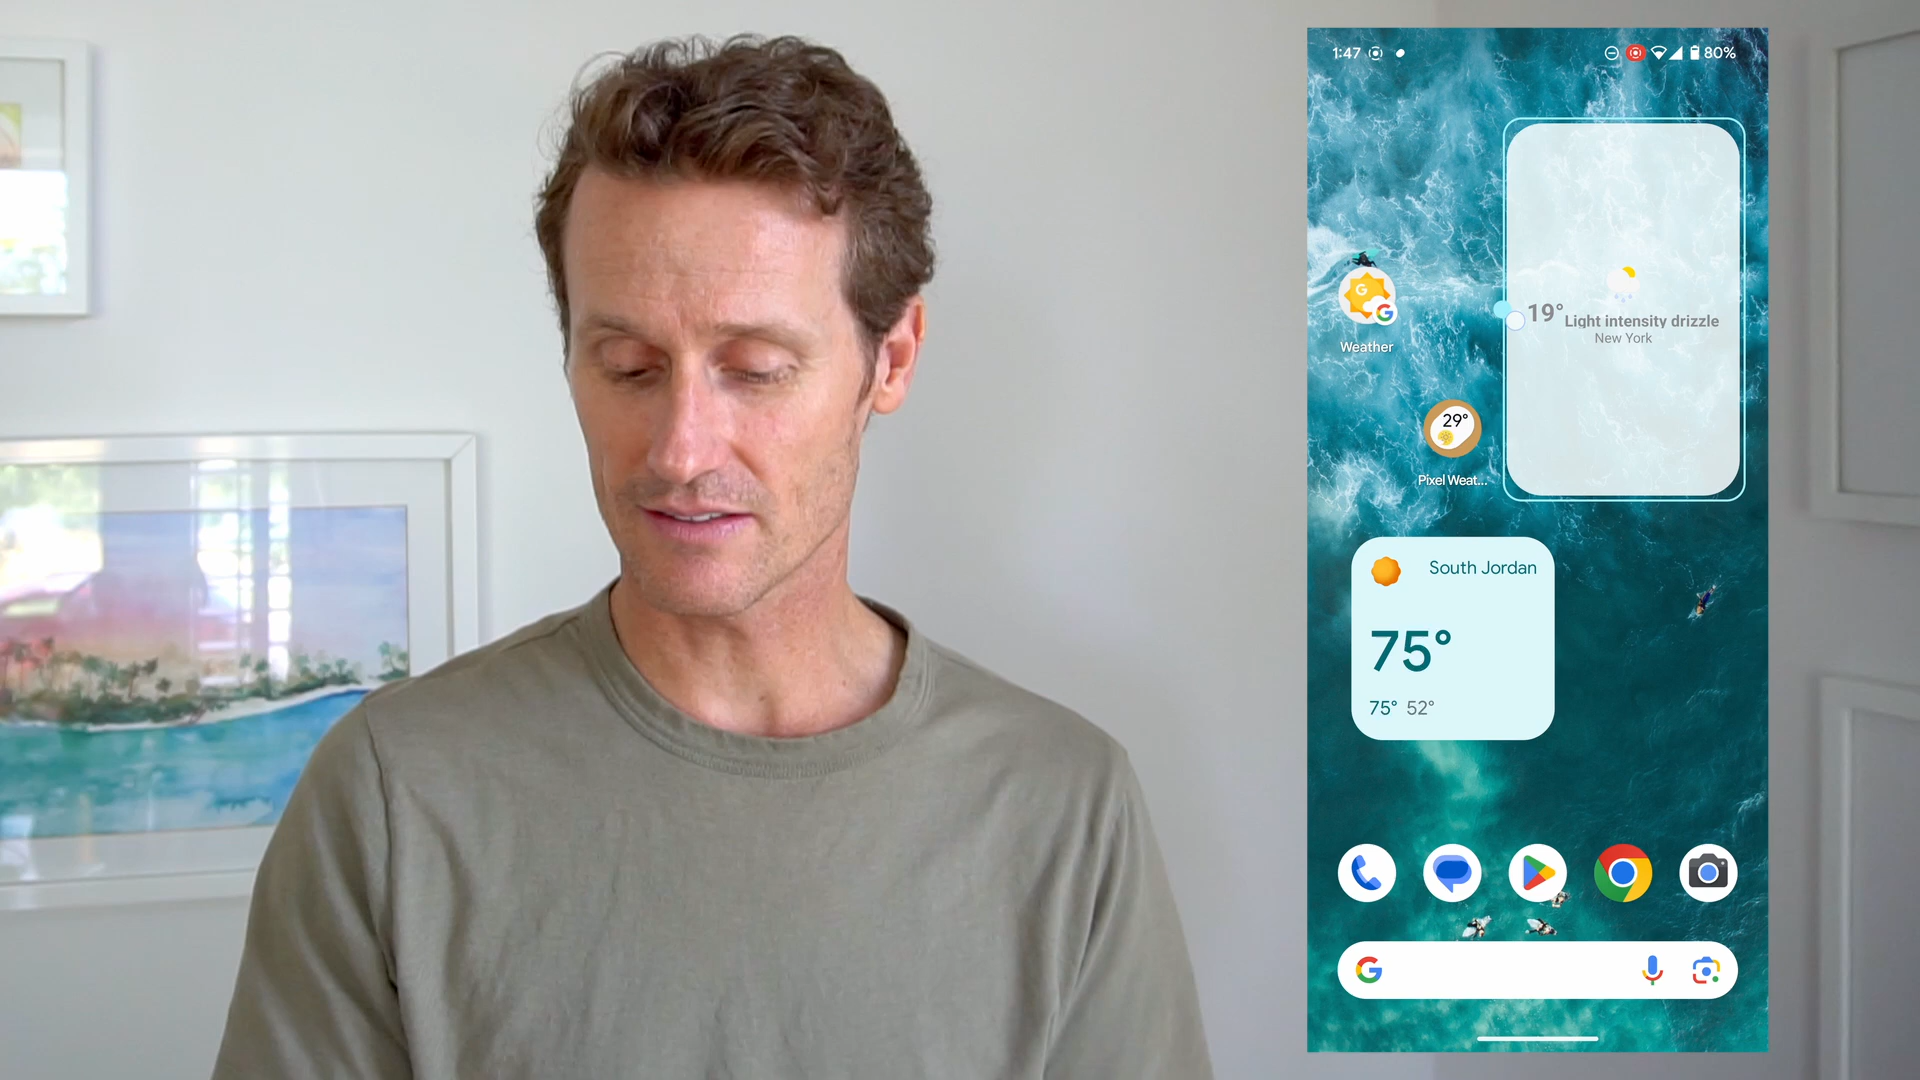 1:47
80%
19°
Light intensity drizzle
New York
G
G
Weather
29°
Pixel Weat...
South Jordan
75°
75° 52°
G